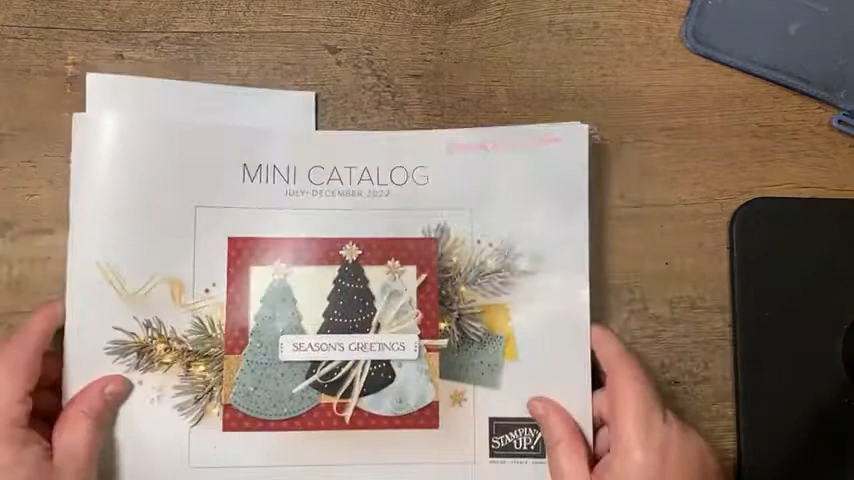 MINI CATALOG
JULY-DECEMBER 2022
SEASON'S GREETINGS
STAMPIN' UP!